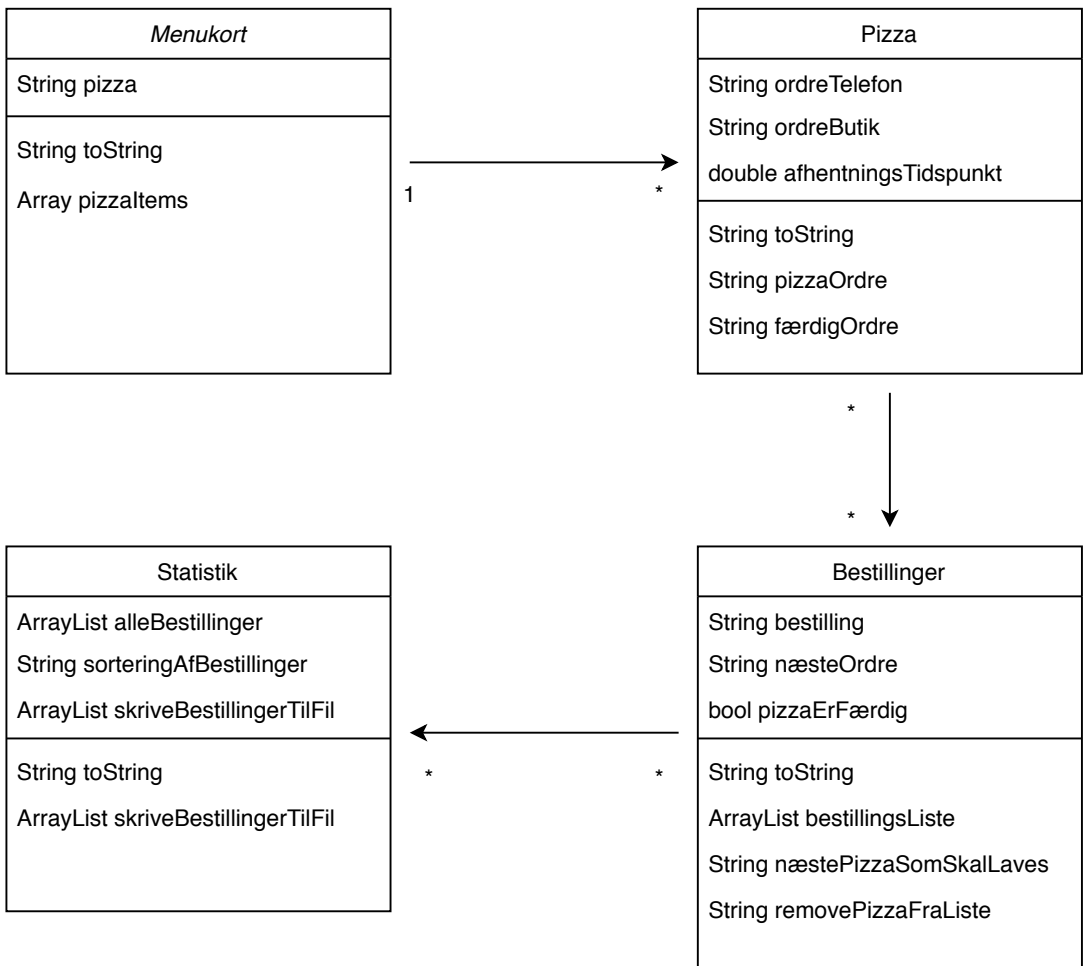 Menukort
String pizza
String toString
Array pizzaItems
1
*
Pizza
String ordreTelefon
String ordreButik
double afhentningsTidspunkt
String toString
String pizzaOrdre
String færdigOrdre
*
*
Statistik
ArrayList alleBestillinger
String sorteringAfBestillinger
ArrayList skriveBestillingerTilFil
String toString
ArrayList skriveBestillingerTilFil
*
*
Bestillinger
String bestilling
String næsteOrdre
bool pizzaErFærdig
String toString
ArrayList bestillingsListe
String næstePizzaSomSkalLaves
String removePizzaFraListe